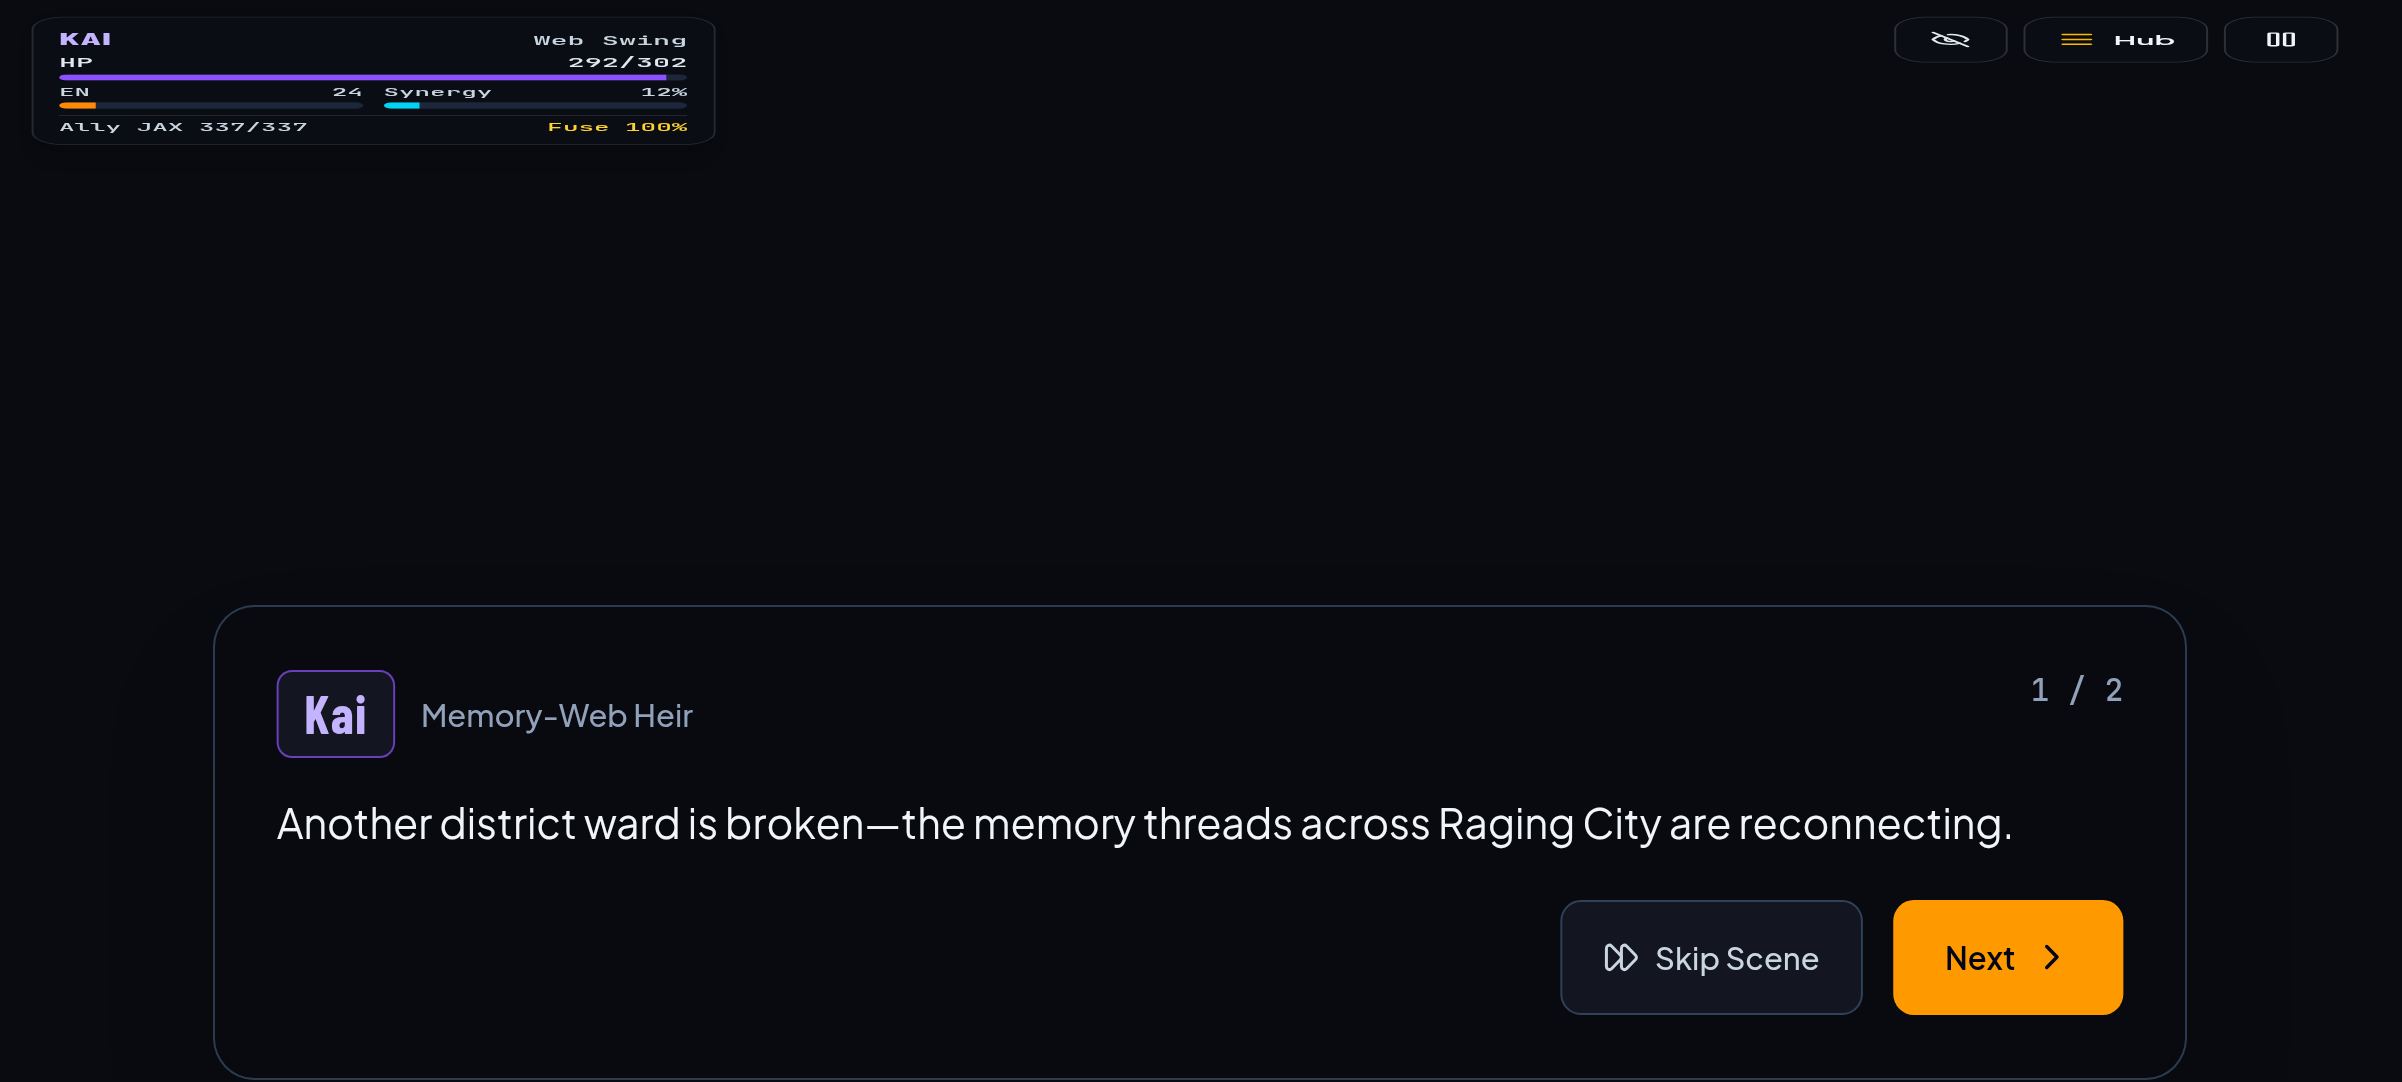 KAI Web Swing
HP 292/302
EN 24 Synergy 12%
Ally JAX 337/337 Fuse 100%
Hub
Kai Memory-Web Heir
1 / 2
Another district ward is broken—the memory threads across Raging City are reconnecting.
Skip Scene Next